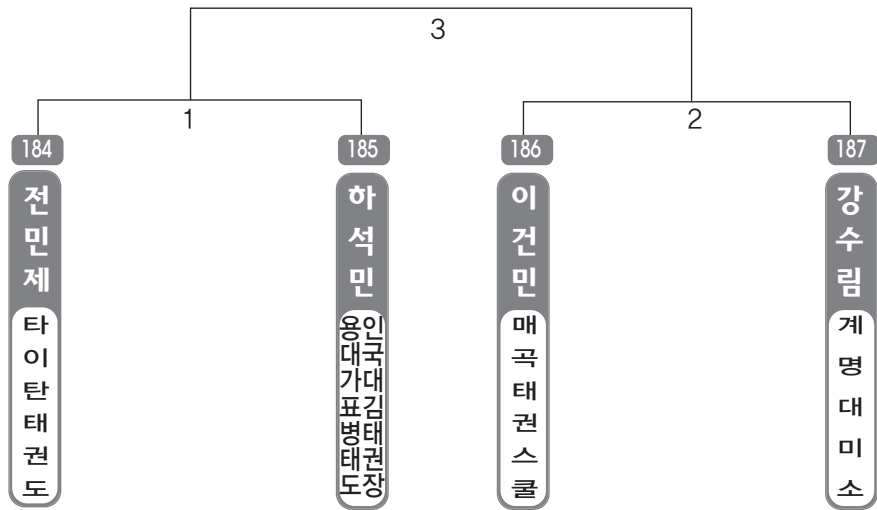 3
1
2
184
전민제
타이탄태권도
185
하석민
용인
대국
가대
표김
병태
태권
도장
186
이건민
매곡태권스쿨
187
강수림
계명대미소